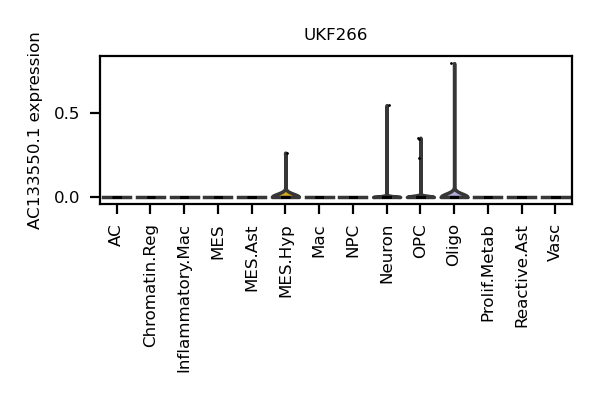 UKF266
AC133550.1 expression
0.5
0.0
AC
Chromatin.Reg
Inflammatory.Mac
MES
MES.Ast
MES.Hyp
Mac
NPC
Neuron
OPC
Oligo
Prolif.Metab
Reactive.Ast
Vasc